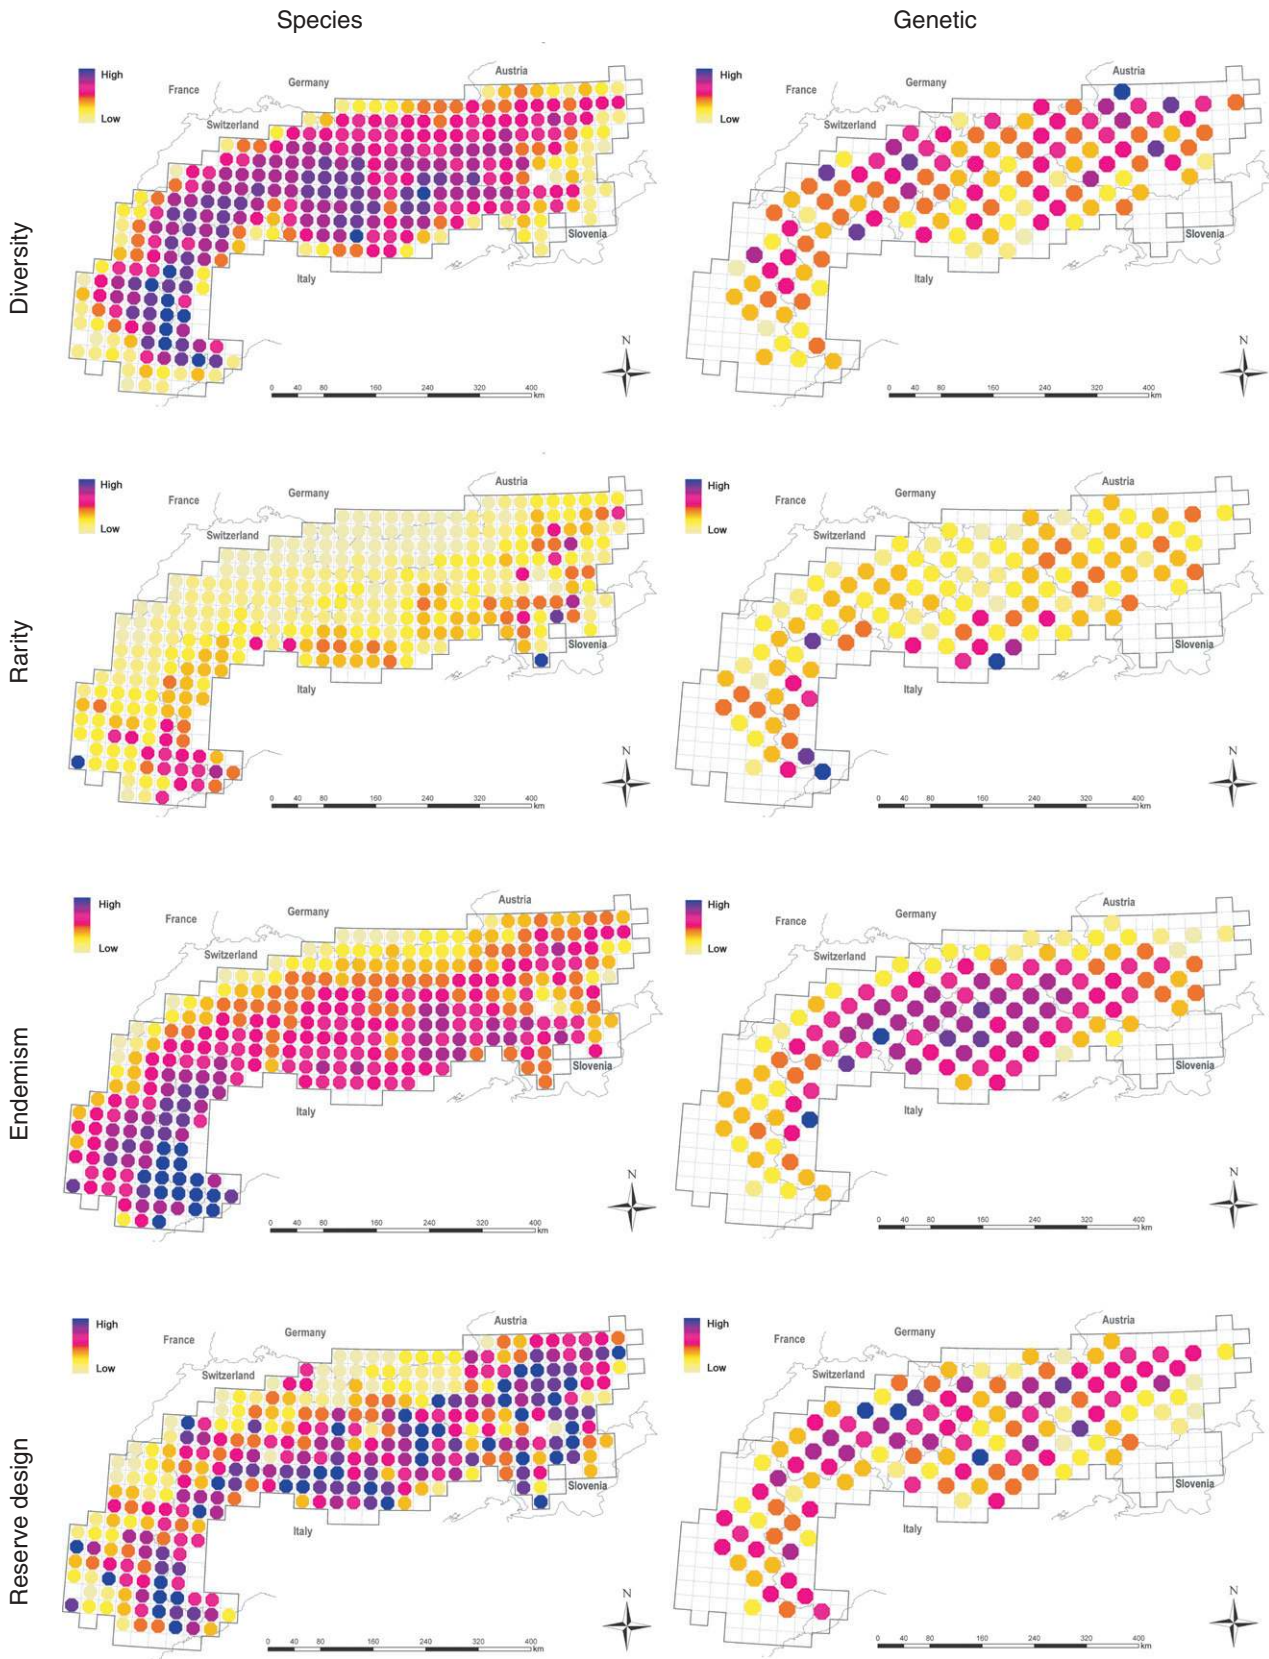 Species
Genetic
Diversity
High
Low
France
Germany
Austria
Switzerland
Italy
Slovenia
N
0 40 80 160 240 320 400
km
High
Low
France
Germany
Austria
Switzerland
Italy
Slovenia
N
0 40 80 160 240 320 400
km
Rarity
High
Low
France
Germany
Austria
Switzerland
Italy
Slovenia
N
0 40 80 160 240 320 400
km
High
Low
France
Germany
Austria
Switzerland
Italy
Slovenia
N
0 40 80 160 240 320 400
km
Endemism
High
Low
France
Germany
Austria
Switzerland
Italy
Slovenia
N
0 40 80 160 240 320 400
km
High
Low
France
Germany
Austria
Switzerland
Italy
Slovenia
N
0 40 80 160 240 320 400
km
Reserve design
High
Low
France
Germany
Austria
Switzerland
Italy
Slovenia
N
0 40 80 160 240 320 400
km
High
Low
France
Germany
Austria
Switzerland
Italy
Slovenia
N
0 40 80 160 240 320 400
km